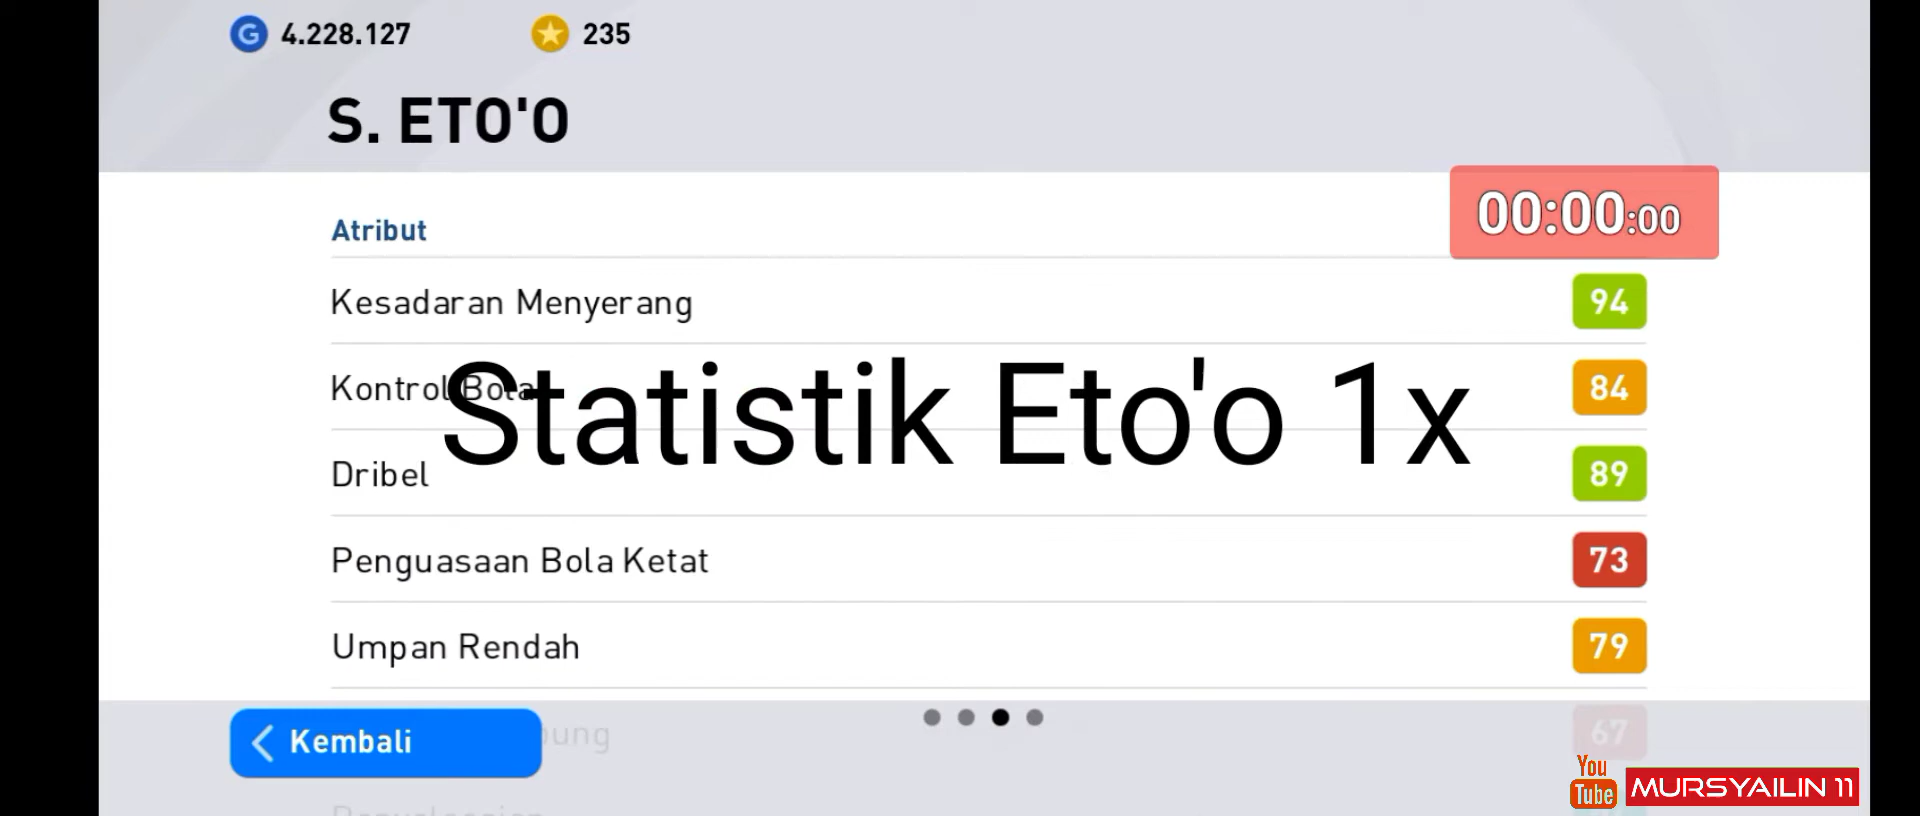 G 4.228.127 235
S. ETO'O
00:00:00
Atribut
Kesadaran Menyerang 94
Kontrol Bola 84
Statistik Eto'o 1x
Dribel 89
Penguasaan Bola Ketat 73
Umpan Rendah 79
Kembali
67
You
Tube MURSYAILIN 11